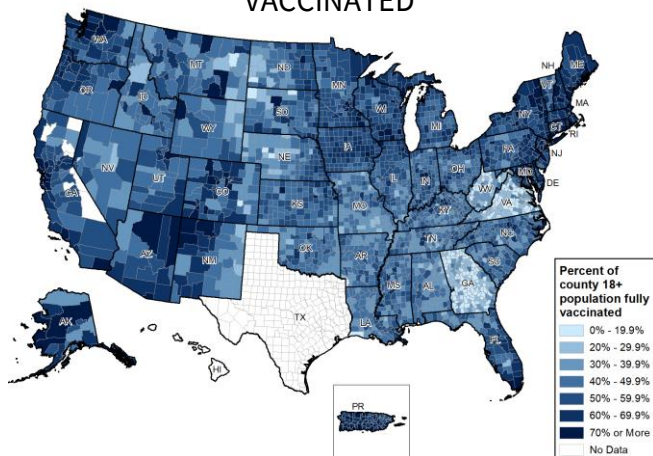 VACCINATED
WA
MT
ND
MN
NH
ME
VT
OR
ID
SD
WI
MI
NY
MA
CT
RI
WY
IA
PA
NJ
NE
NV
UT
CO
IL
IN
OH
MD
DE
CA
KS
MO
WV
VA
KY
AZ
NM
OK
AR
TN
NC
SC
MS
AL
GA
TX
LA
FL
AK
HI
PR
Percent of
county 18+
population fully
vaccinated
0% - 19.9%
20% - 29.9%
30% - 39.9%
40% - 49.9%
50% - 59.9%
60% - 69.9%
70% or More
No Data